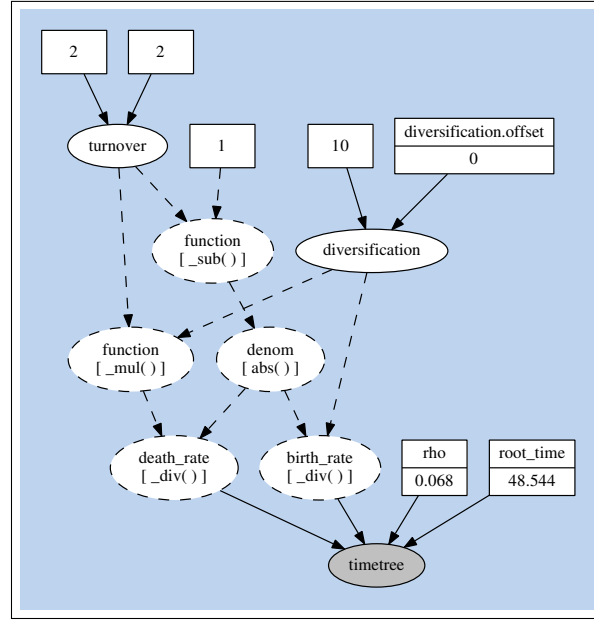 2
2
diversification.offset
0
turnover
1
10
function
[ _sub( ) ]
diversification
function
[ _mul( ) ]
denom
[ abs( ) ]
death_rate
[ _div( ) ]
birth_rate
[ _div( ) ]
rho
0.068
root_time
48.544
timetree